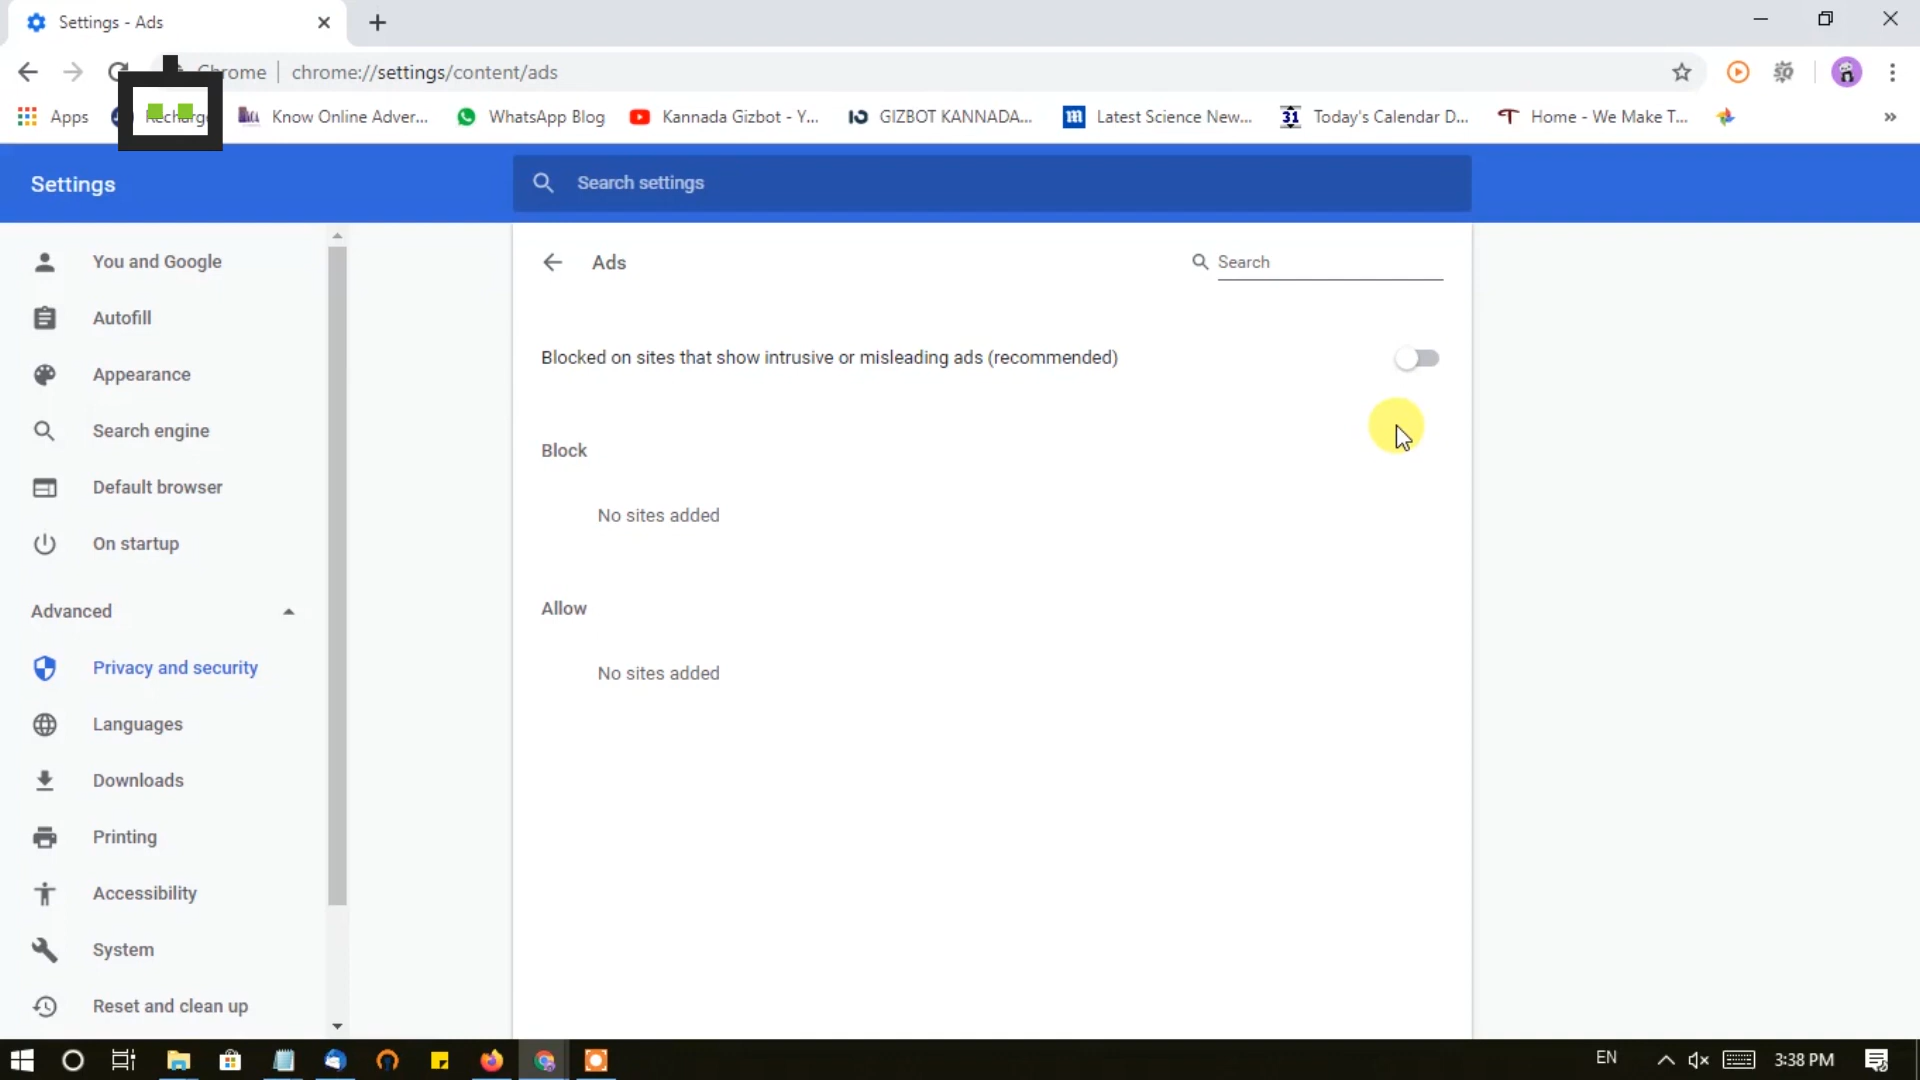 Settings - Ads
Chrome | chrome://settings/content/ads
Apps
Recharge
Know Online Adver...
WhatsApp Blog
Kannada Gizbot - Y...
GIZBOT KANNADA...
Latest Science New...
31 Today's Calendar D...
Home - We Make T...
»
Settings
Search settings
You and Google
Autofill
Appearance
Search engine
Default browser
On startup
Advanced
Privacy and security
Languages
Downloads
Printing
Accessibility
System
Reset and clean up
Ads
Search
Blocked on sites that show intrusive or misleading ads (recommended)
Block
No sites added
Allow
No sites added
EN
3:38 PM